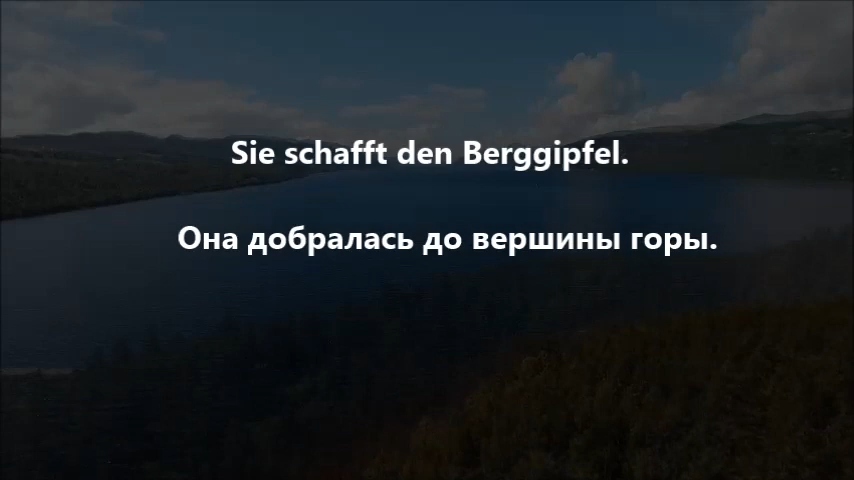 Sie schafft den Berggipfel.
Она добралась до вершины горы.